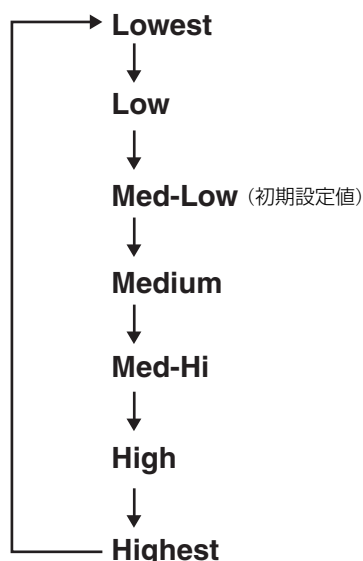 Lowest
Low
Med-Low（初期設定値）
Medium
Med-Hi
High
Highest